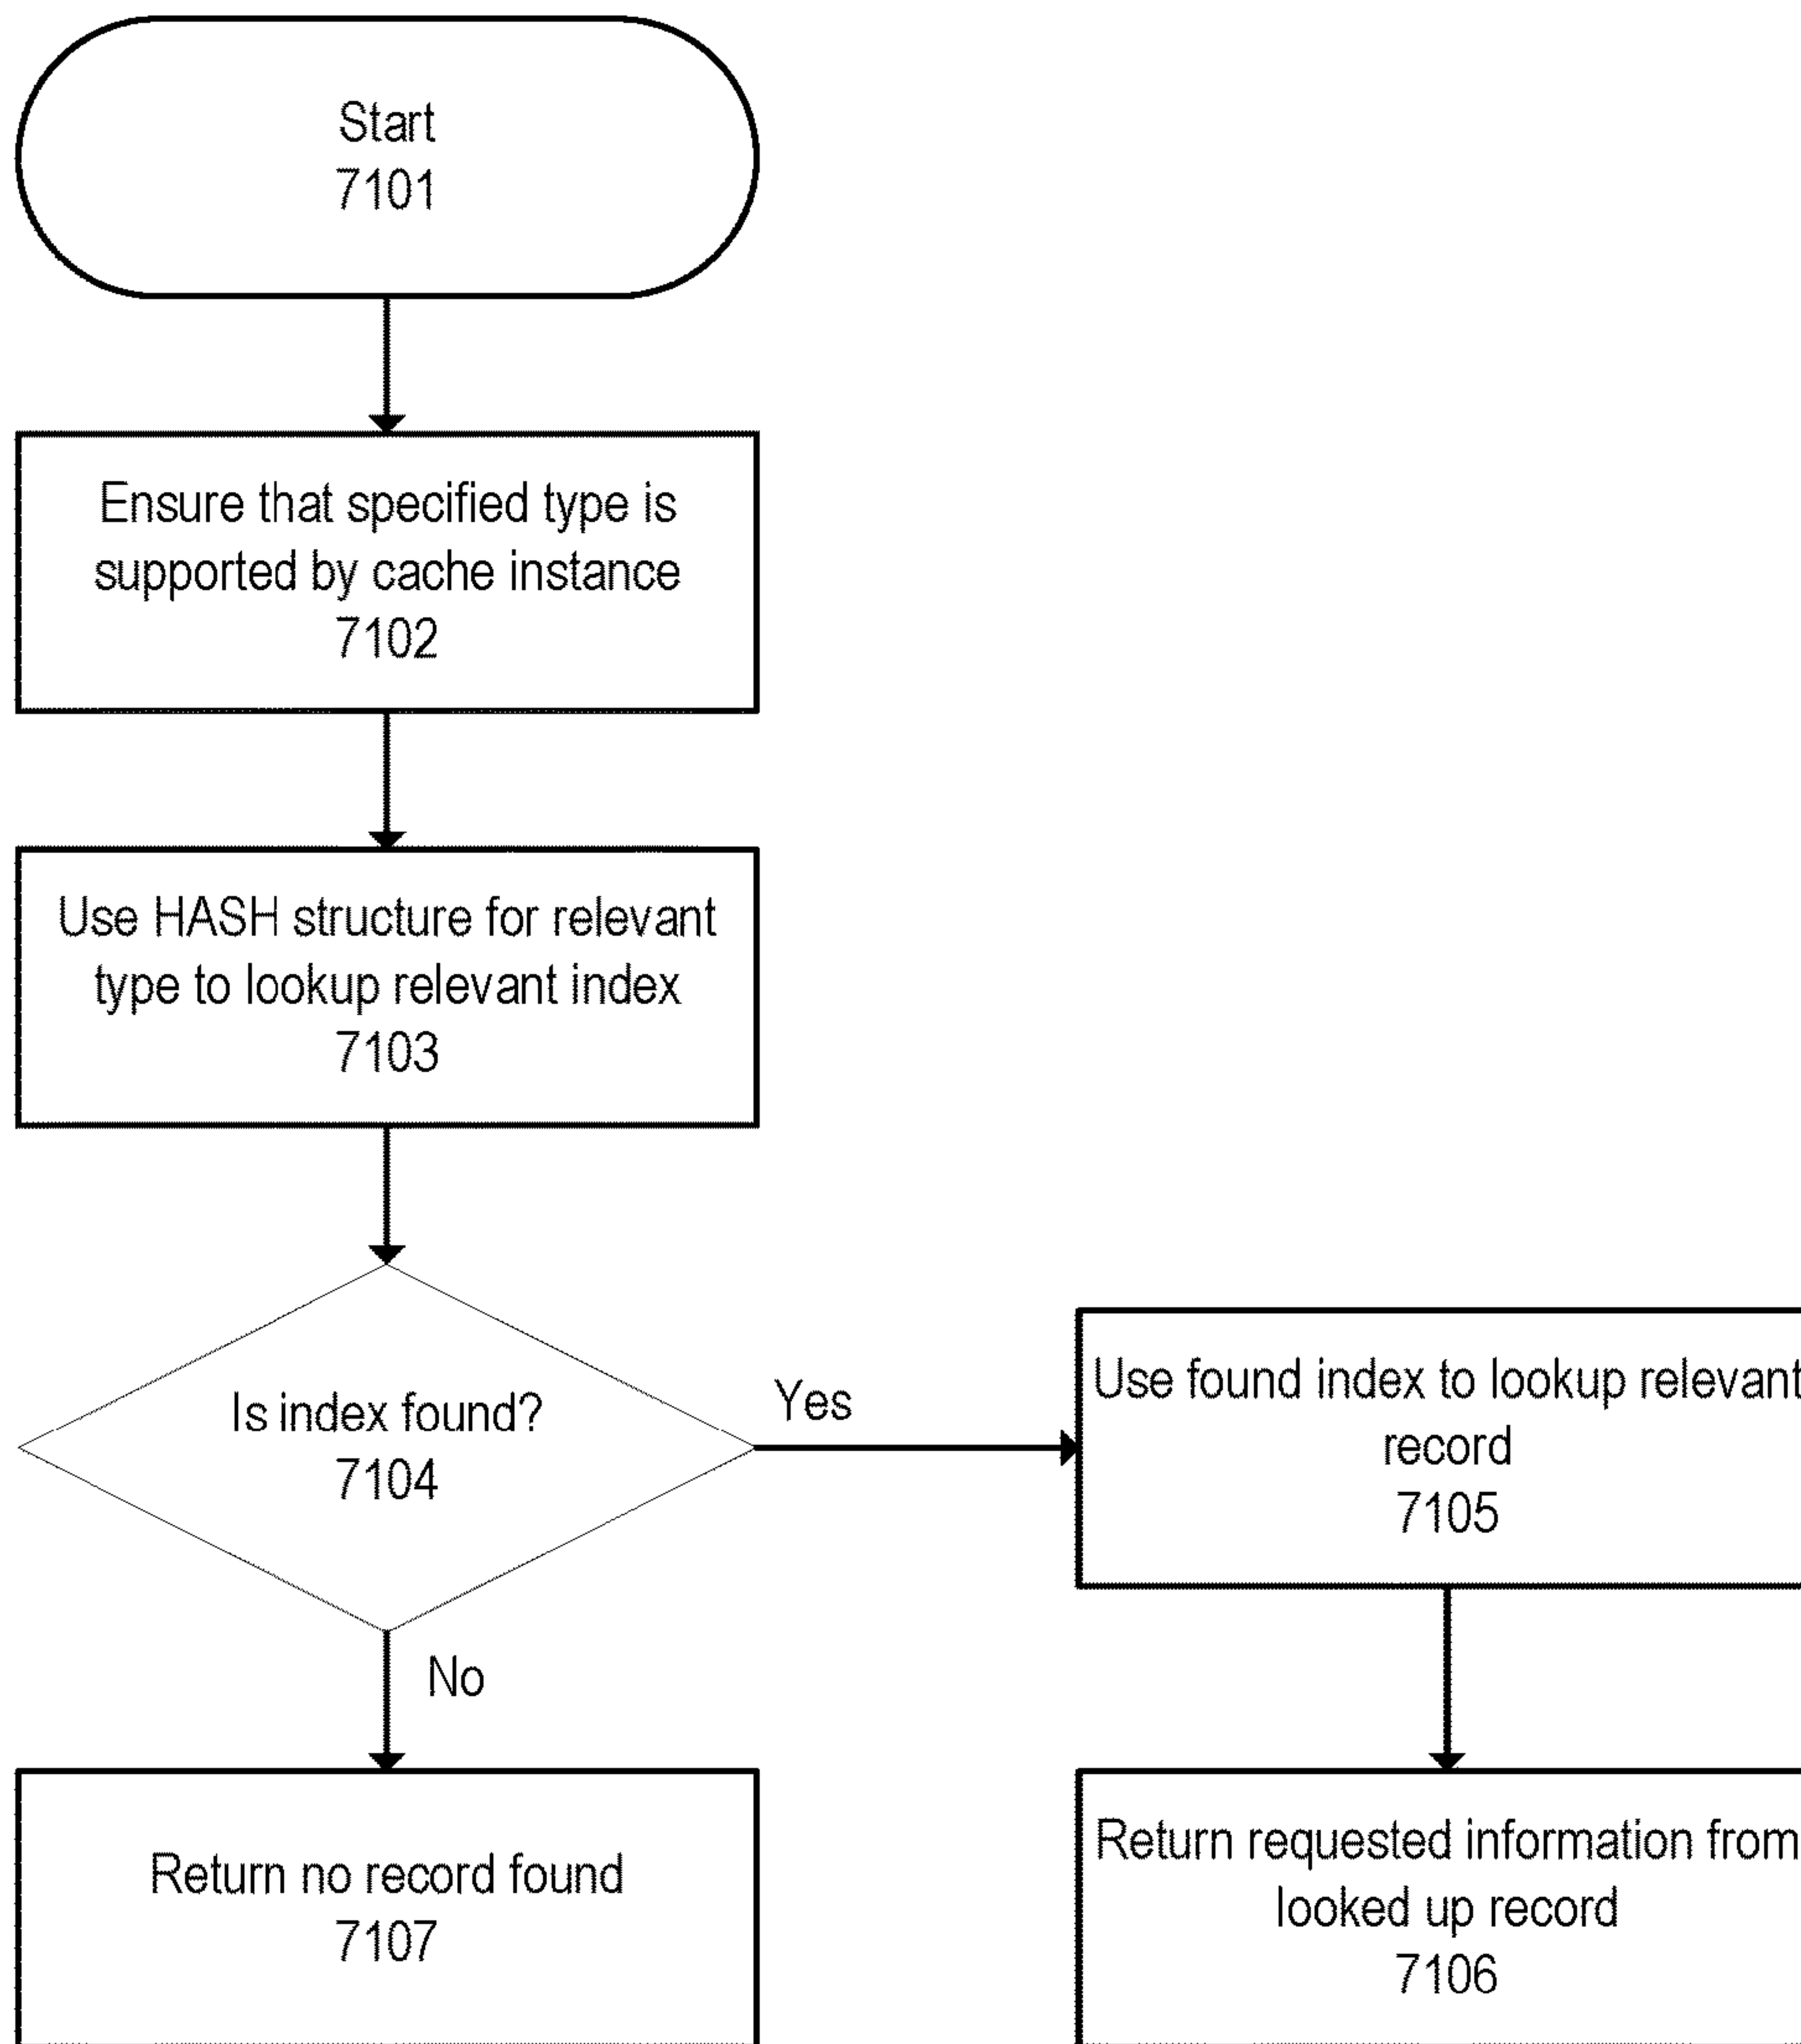 Start
7101
Ensure that specified type is
supported by cache instance
7102
Use HASH structure for relevant
type to lookup relevant index
7103
Is index found?
7104
Yes
Use found index to lookup relevant
record
7105
No
Return no record found
7107
Return requested information from
looked up record
7106